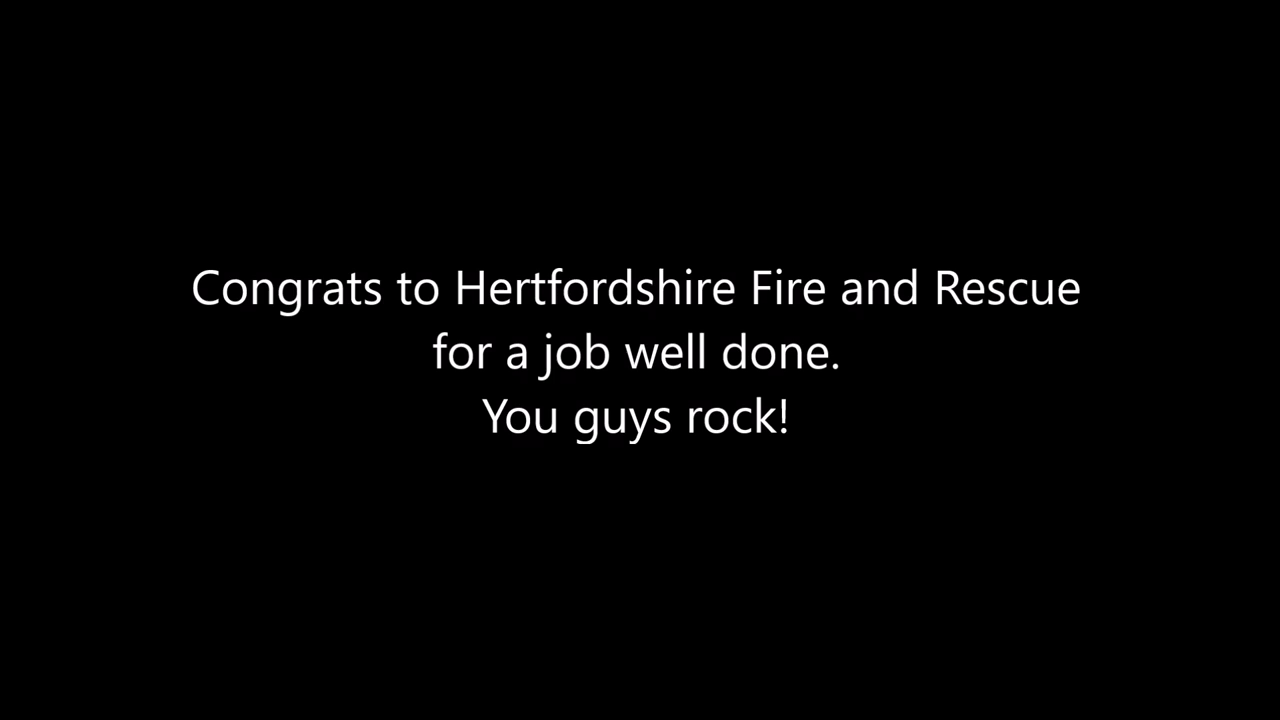 Congrats to Hertfordshire Fire and Rescue
for a job well done.
You guys rock!